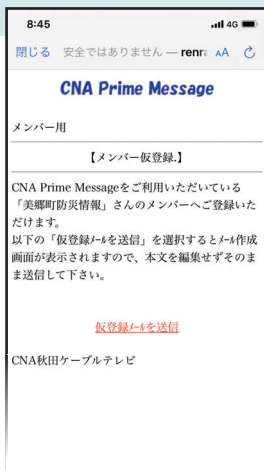 8:45
4G
閉じる 安全ではありません — renra AA
CNA Prime Message
メンバー用
【メンバー仮登録.】
CNA Prime Messageをご利用いただいている
「美郷町防災情報」さんのメンバーへご登録いた
だけます。
以下の「仮登録ﾒｰﾙを送信」を選択するとﾒｰﾙ作成
画面が表示されますので、本文を編集せずそのま
ま送信して下さい。
仮登録ﾒｰﾙを送信
CNA秋田ケーブルテレビ